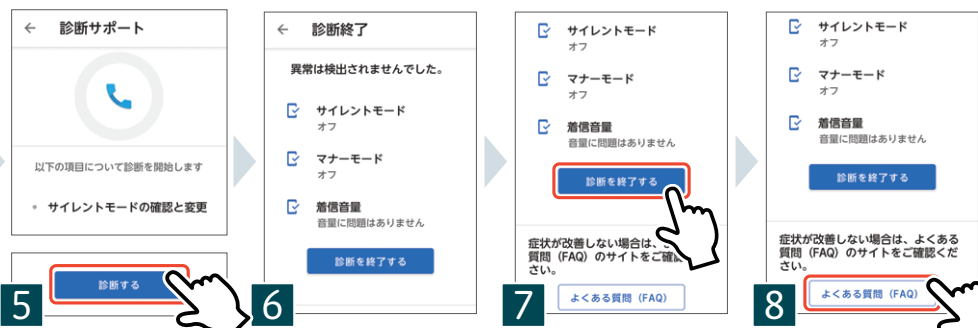 ← 診断サポート
以下の項目について診断を開始します
• サイレントモードの確認と変更
診断する
5
← 診断終了
異常は検出されませんでした。
サイレントモード
オフ
マナーモード
オフ
着信音量
音量に問題はありません
診断を終了する
6
サイレントモード
オフ
マナーモード
オフ
着信音量
音量に問題はありません
診断を終了する
症状が改善しない場合は、
質問（FAQ）のサイトをご確認
さい。
よくある質問（FAQ）
7
サイレントモード
オフ
マナーモード
オフ
着信音量
音量に問題はありません
診断を終了する
症状が改善しない場合は、よくある
質問（FAQ）のサイトをご確認くだ
さい。
よくある質問（FAQ）
8